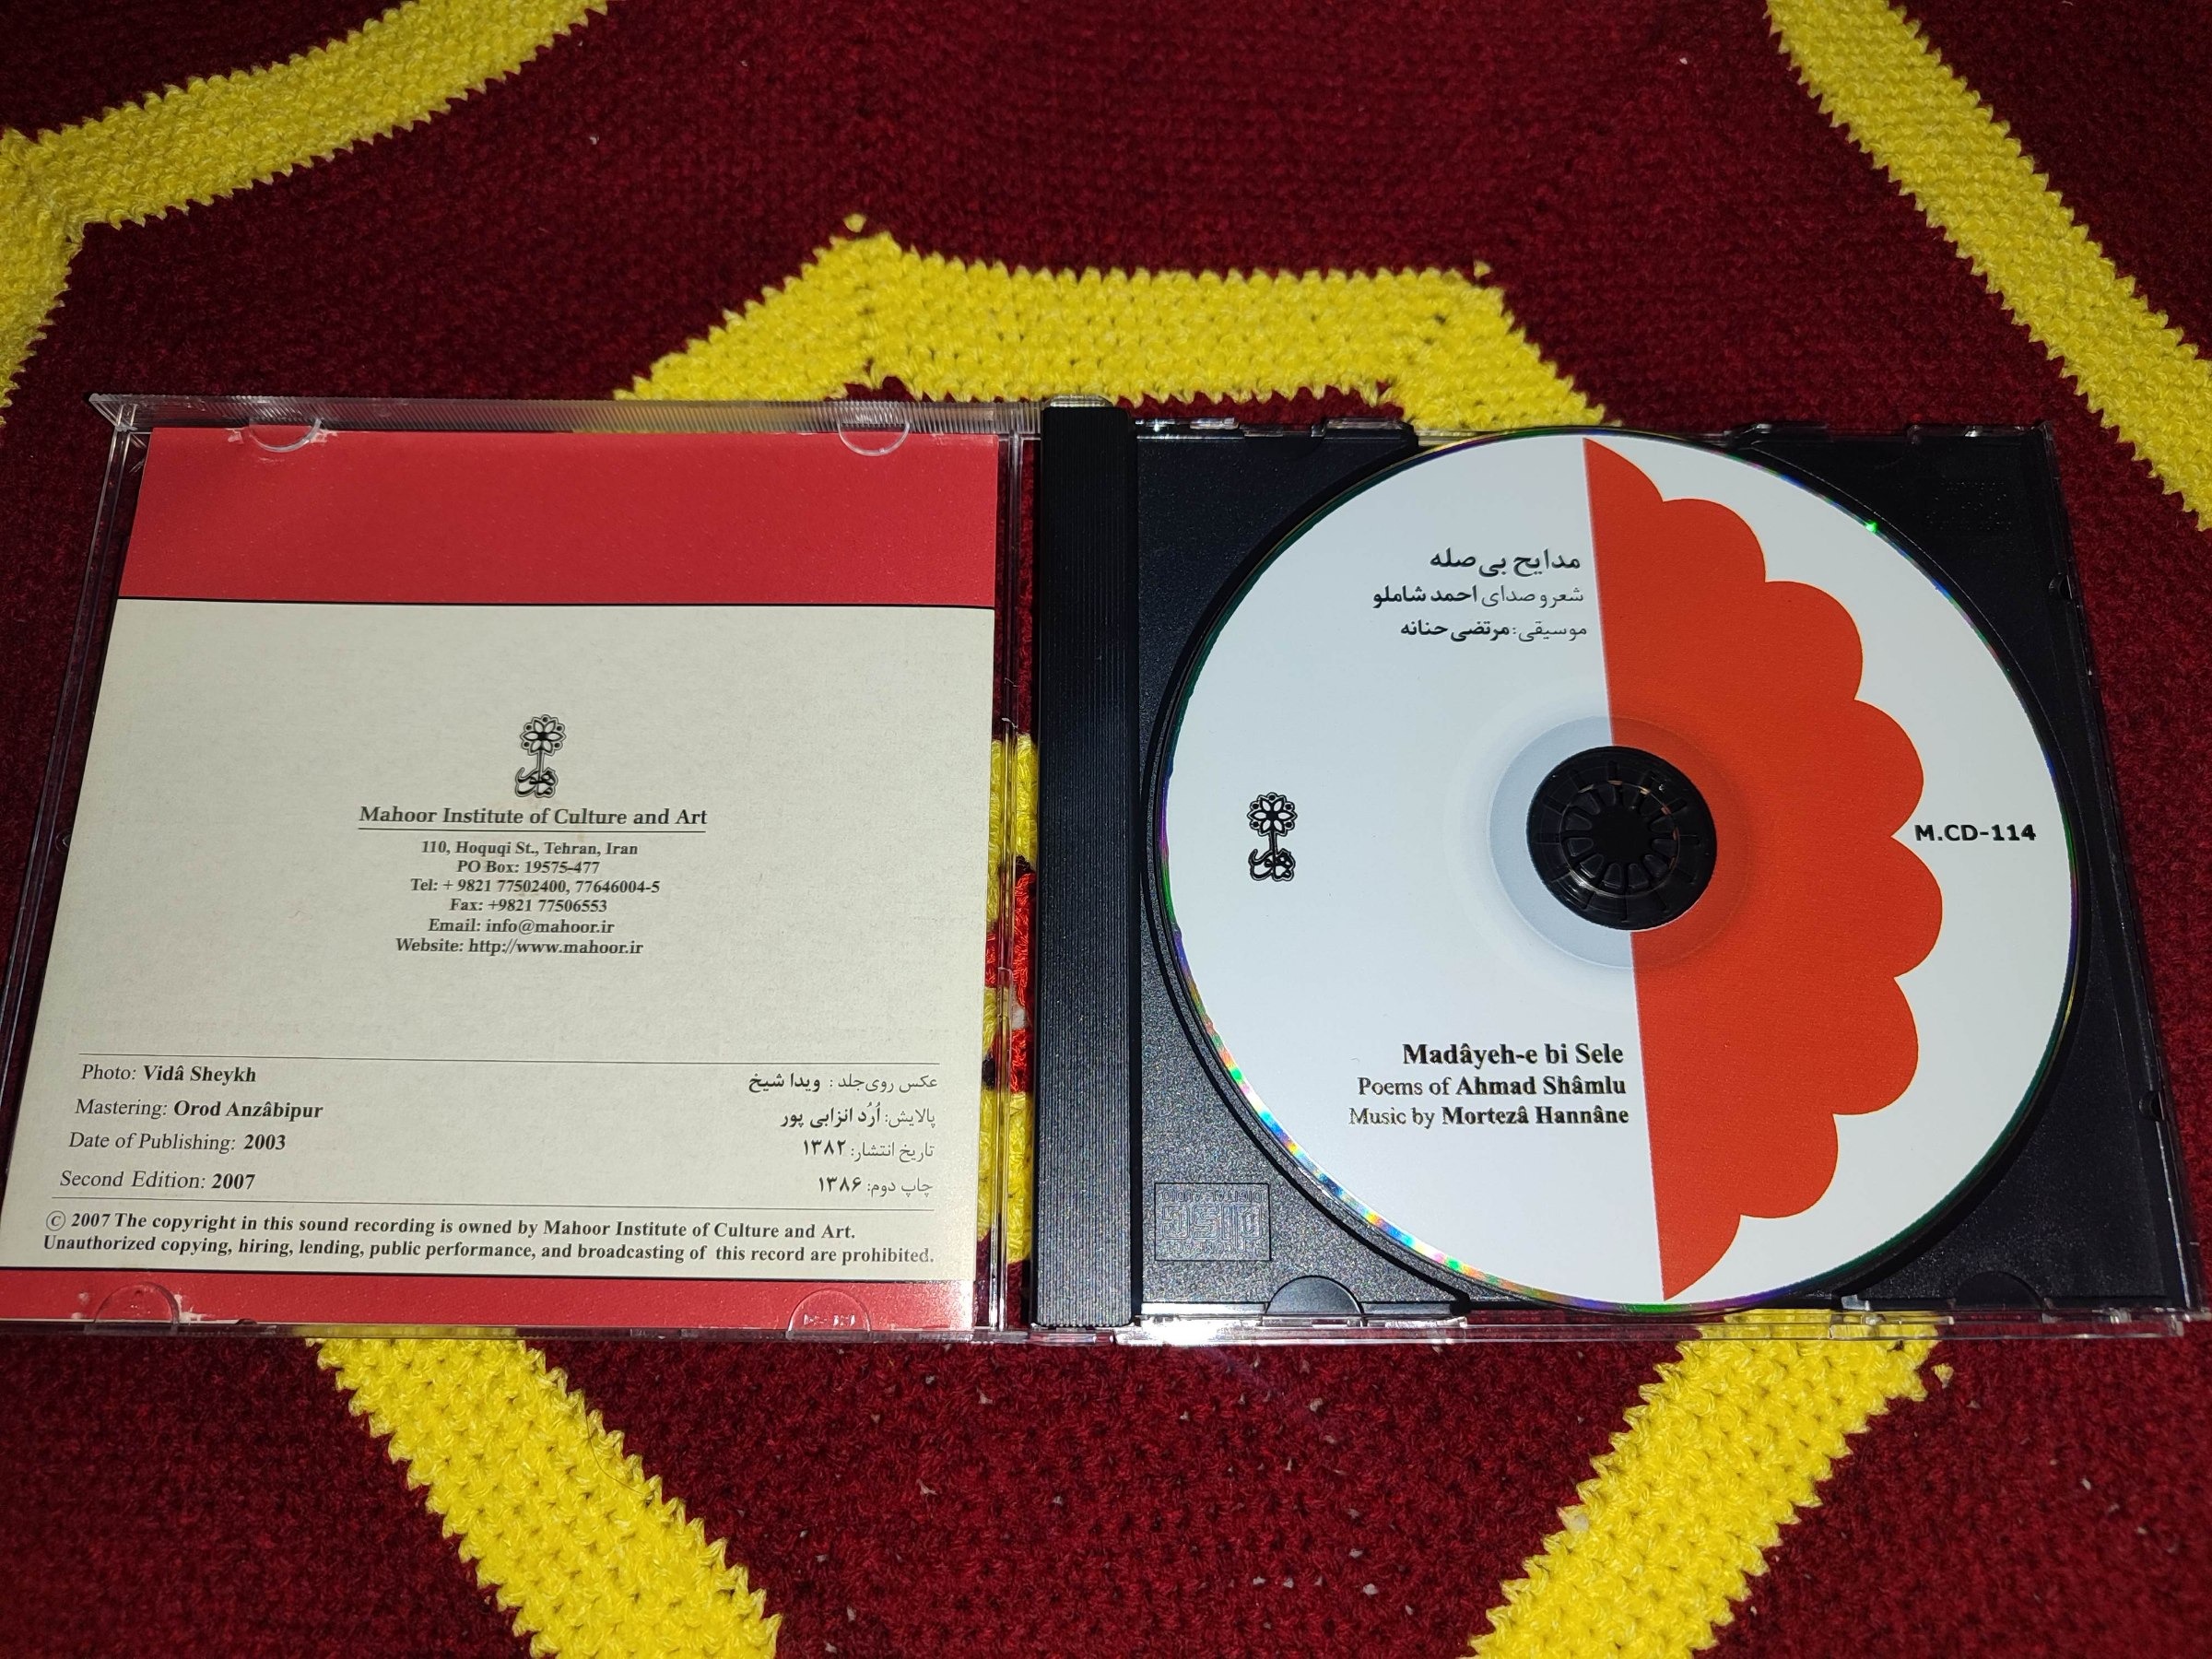 ماهور
Mahoor Institute of Culture and Art
110, Hoquqi St., Tehran, Iran
PO Box: 19575-477
Tel: + 9821 77502400, 77646004-5
Fax: +9821 77506553
Email: info@mahoor.ir
Website: http://www.mahoor.ir
Photo: Vidâ Sheykh
عکس روی‌جلد : ویدا شیخ
Mastering: Orod Anzâbipur
پالایش: اُرُد انزابی پور
Date of Publishing: 2003
تاریخ انتشار: ۱۳۸۲
Second Edition: 2007
چاپ دوم: ۱۳۸۶
© 2007 The copyright in this sound recording is owned by Mahoor Institute of Culture and Art.
Unauthorized copying, hiring, lending, public performance, and broadcasting of this record are prohibited.
مدایح بی صله
شعر و صدای احمد شاملو
موسیقی: مرتضی حنانه
ماهور
M.CD-114
Madâyeh-e bi Sele
Poems of Ahmad Shâmlu
Music by Mortezâ Hannâne